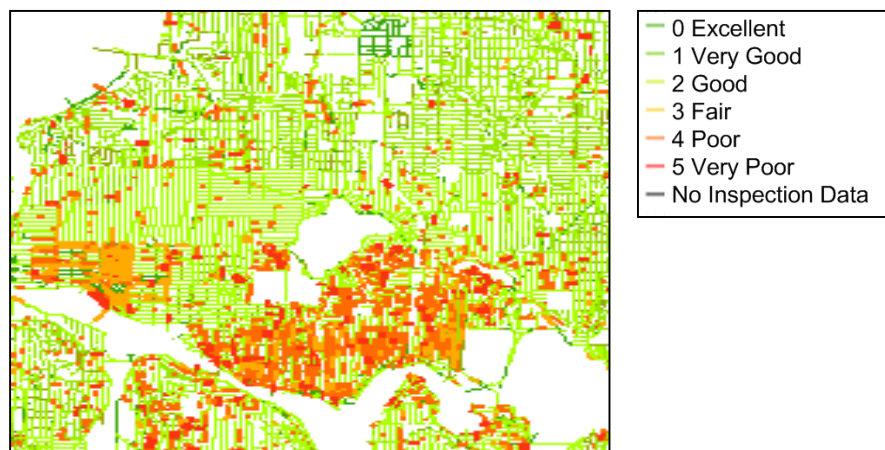 0 Excellent
1 Very Good
2 Good
3 Fair
4 Poor
5 Very Poor
No Inspection Data